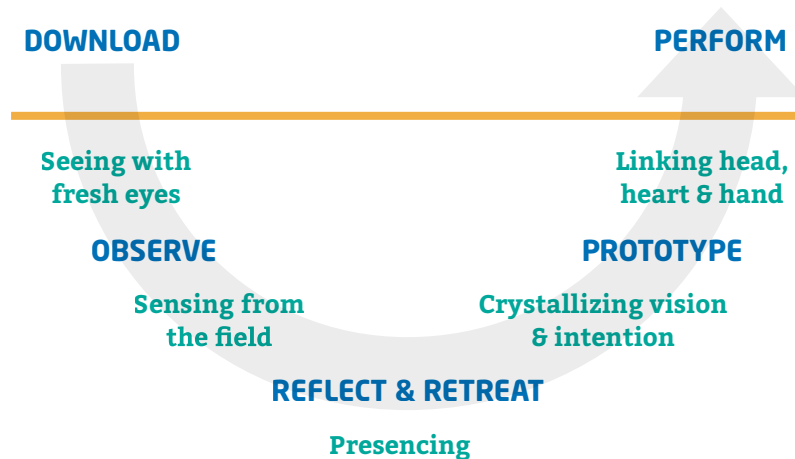 DOWNLOAD
PERFORM
Seeing with
fresh eyes
Linking head,
heart & hand
OBSERVE
PROTOTYPE
Sensing from
the field
Crystallizing vision
& intention
REFLECT & RETREAT
Presencing